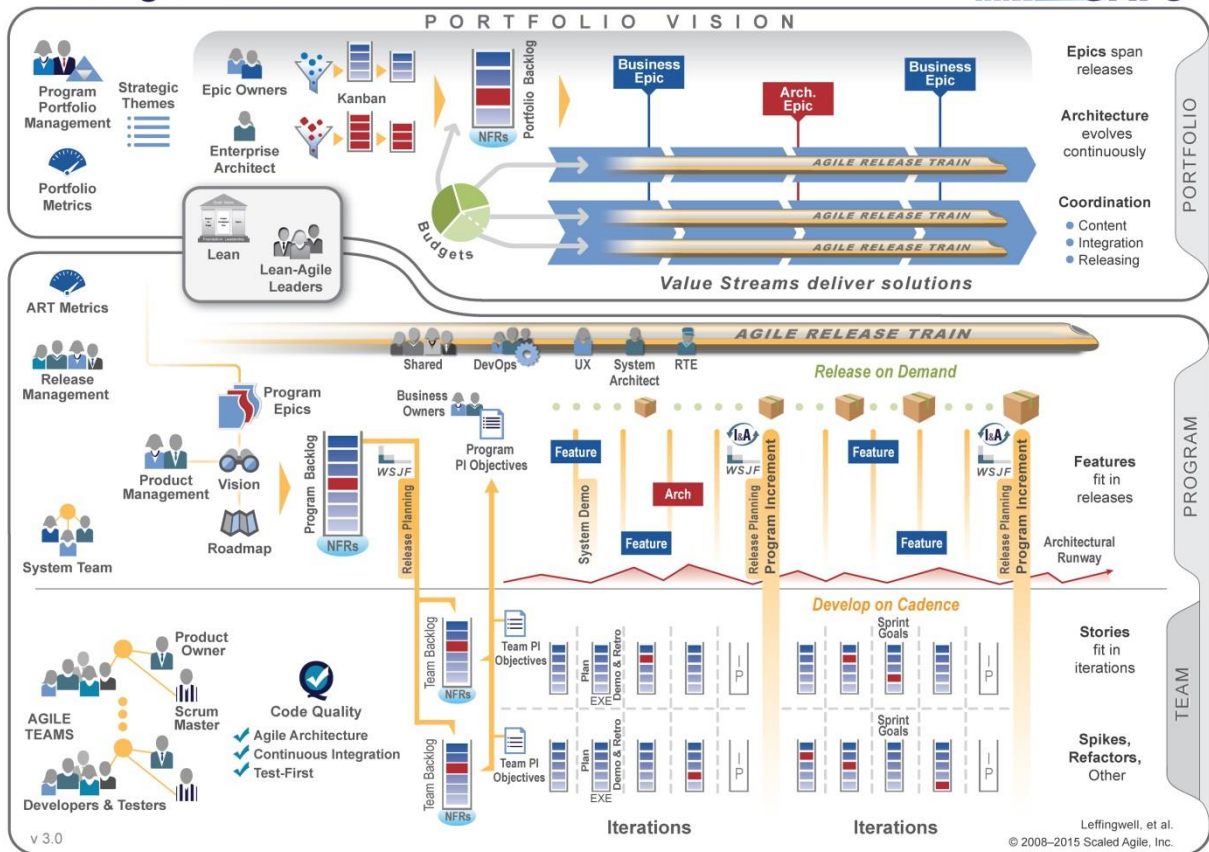 PORTFOLIO VISION
Program
Portfolio
Management
Strategic
Themes
Portfolio
Metrics
Epic Owners
Enterprise
Architect
Kanban
Portfolio Backlog
NFRs
Business
Epic
Arch.
Epic
Business
Epic
AGILE RELEASE TRAIN
AGILE RELEASE TRAIN
AGILE RELEASE TRAIN
Budgets
Value Streams deliver solutions
Epics span
releases
Architecture
evolves
continuously
Coordination
Content
Integration
Releasing
PORTFOLIO
Lean
Lean-Agile
Leaders
ART Metrics
Release
Management
Product
Management
System Team
Program
Epics
Vision
Roadmap
Program Backlog
NFRs
WSJF
Release Planning
AGILE RELEASE TRAIN
Shared
DevOps
UX
System
Architect
RTE
Business
Owners
Program
PI Objectives
Release on Demand
Feature
System Demo
Feature
Arch
I&A
WSJF
Release Planning
Program Increment
Feature
Feature
I&A
WSJF
Release Planning
Program Increment
Features
fit in
releases
Architectural
Runway
PROGRAM
Develop on Cadence
AGILE
TEAMS
Product
Owner
Scrum
Master
Developers & Testers
Code Quality
Agile Architecture
Continuous Integration
Test-First
Team Backlog
NFRs
Team PI
Objectives
Plan
EXE
Demo & Retro
I
P
Sprint
Goals
I
P
Stories
fit in
iterations
Team Backlog
NFRs
Team PI
Objectives
Plan
EXE
Demo & Retro
I
P
Sprint
Goals
I
P
Spikes,
Refactors,
Other
TEAM
Iterations
Iterations
v 3.0
Leffingwell, et al.
© 2008–2015 Scaled Agile, Inc.